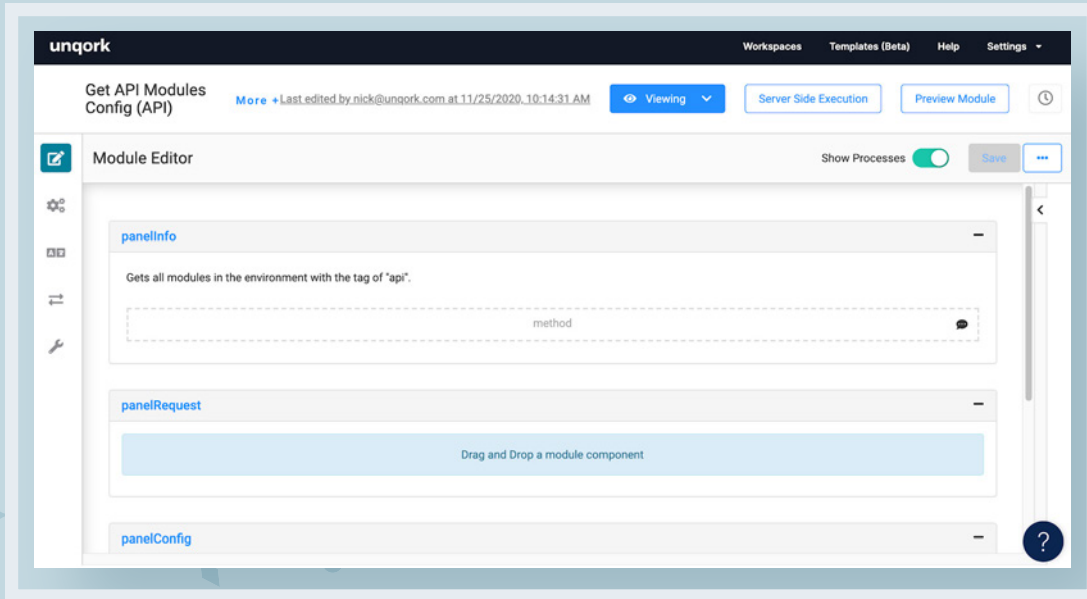 unqork
Workspaces Templates (Beta) Help Settings
Get API Modules
Config (API)
More + Last edited by nick@unqork.com at 11/25/2020, 10:14:31 AM
Viewing
Server Side Execution
Preview Module
Module Editor
Show Processes
Save
panelInfo
Gets all modules in the environment with the tag of "api".
method
panelRequest
Drag and Drop a module component
panelConfig
?